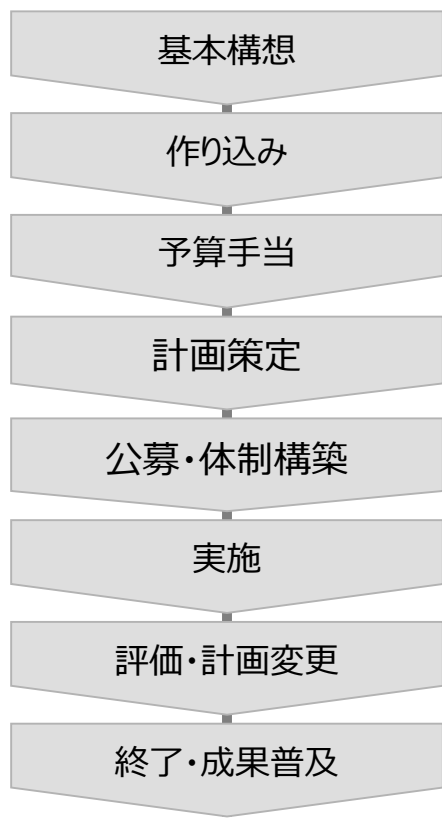 基本構想
作り込み
予算手当
計画策定
公募・体制構築
実施
評価・計画変更
終了・成果普及